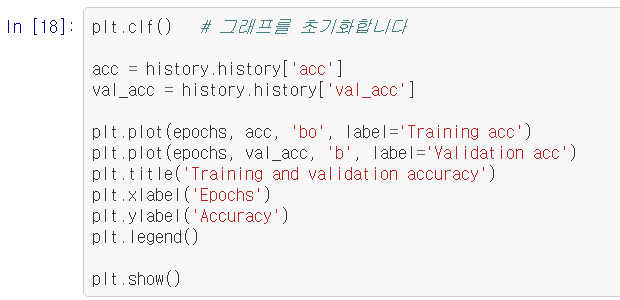 In [18]: plt.clf()   # 그래프를 초기화합니다
acc = history.history['acc']
val_acc = history.history['val_acc']
plt.plot(epochs, acc, 'bo', label='Training acc')
plt.plot(epochs, val_acc, 'b', label='Validation acc')
plt.title('Training and validation accuracy')
plt.xlabel('Epochs')
plt.ylabel('Accuracy')
plt.legend()
plt.show()